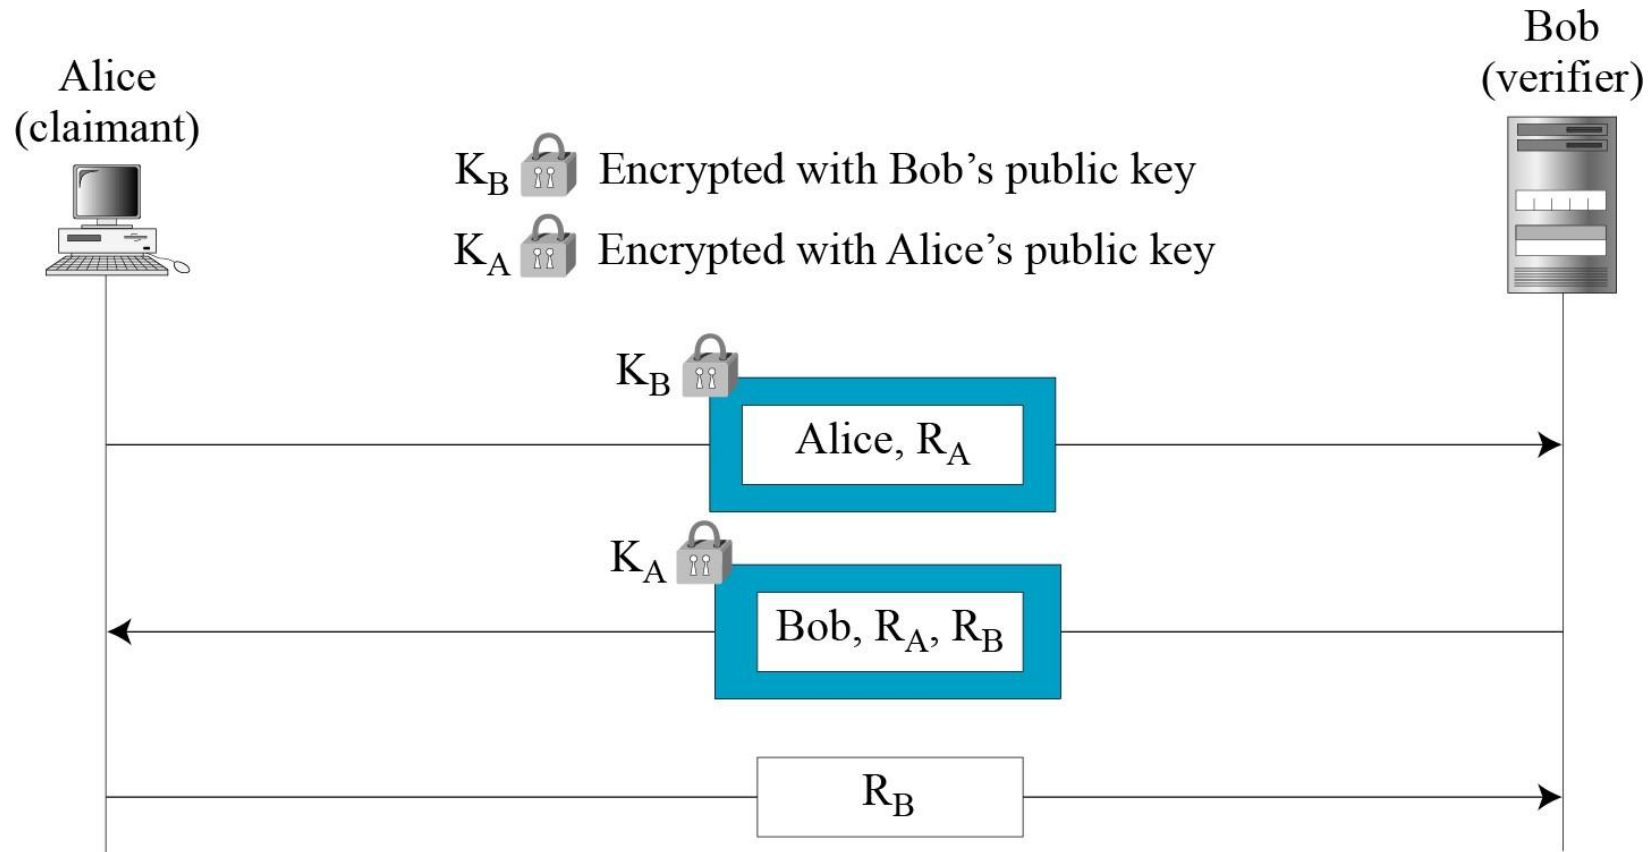 Alice
(claimant)
Bob
(verifier)
K_B Encrypted with Bob’s public key
K_A Encrypted with Alice’s public key
K_B
Alice, R_A
K_A
Bob, R_A, R_B
R_B